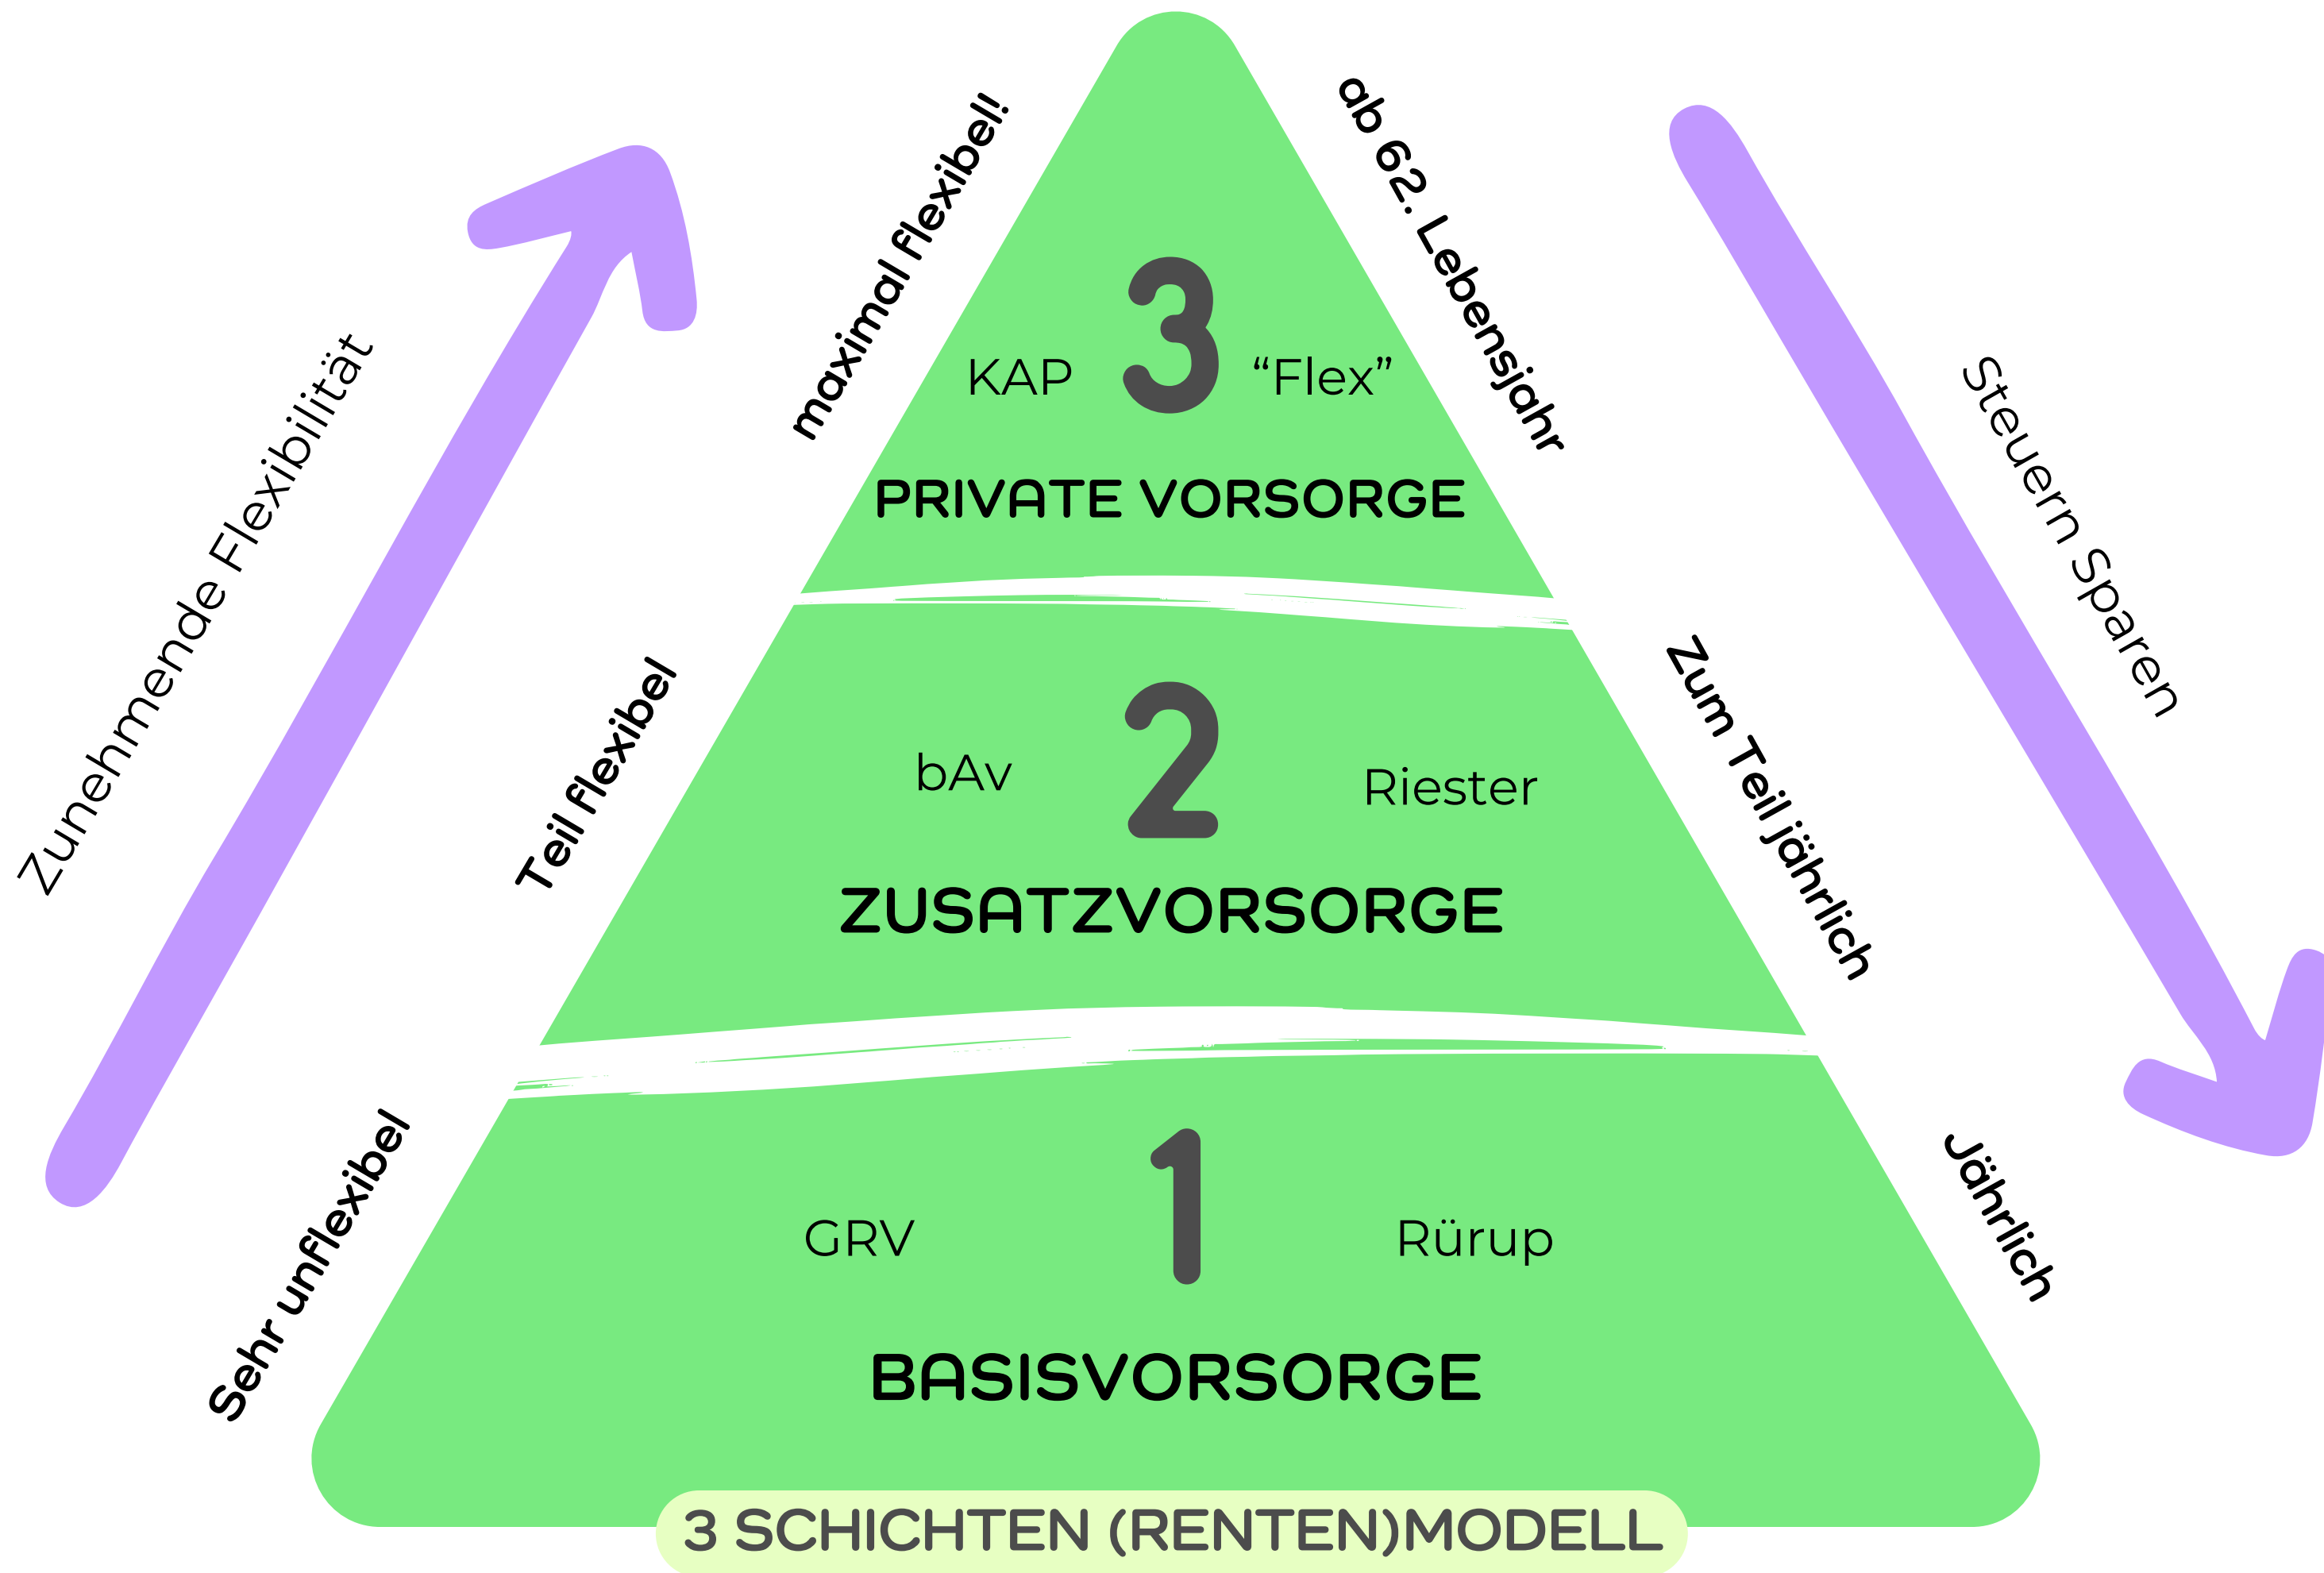 Zunehmende Flexibilität
maximal flexibel!
ab 62. Lebensjahr
Steuern Sparen
KAP 3 “Flex”
PRIVATE VORSORGE
Teil flexibel
Zum Teil jährlich
bAv 2 Riester
ZUSATZVORSORGE
Sehr unflexibel
Jährlich
GRV 1 Rürup
BASISVORSORGE
3 SCHICHTEN (RENTEN)MODELL